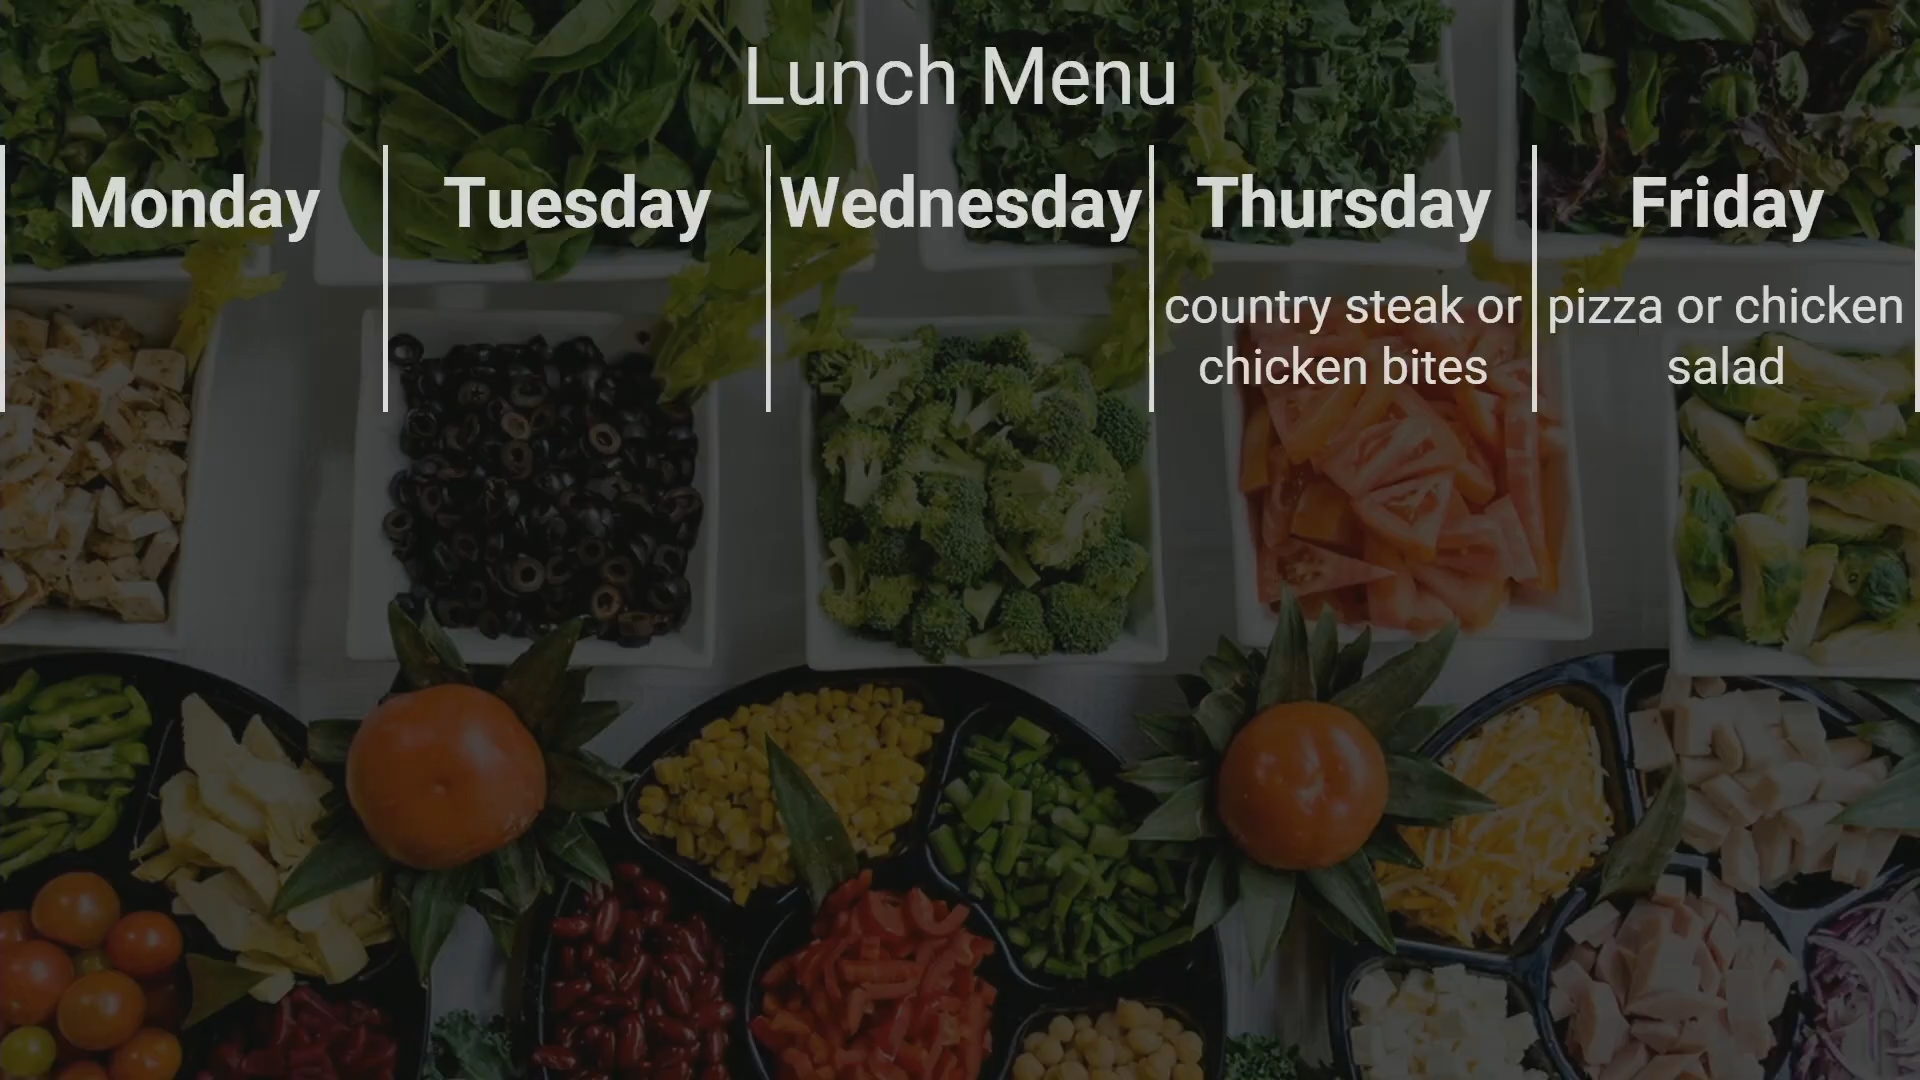 Lunch Menu
Monday
Tuesday
Wednesday
Thursday
country steak or
chicken bites
Friday
pizza or chicken
salad